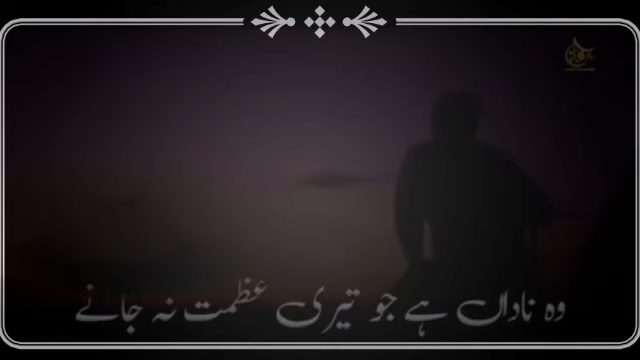 وہ ناداں ہے جو تیری عظمت نہ جانے